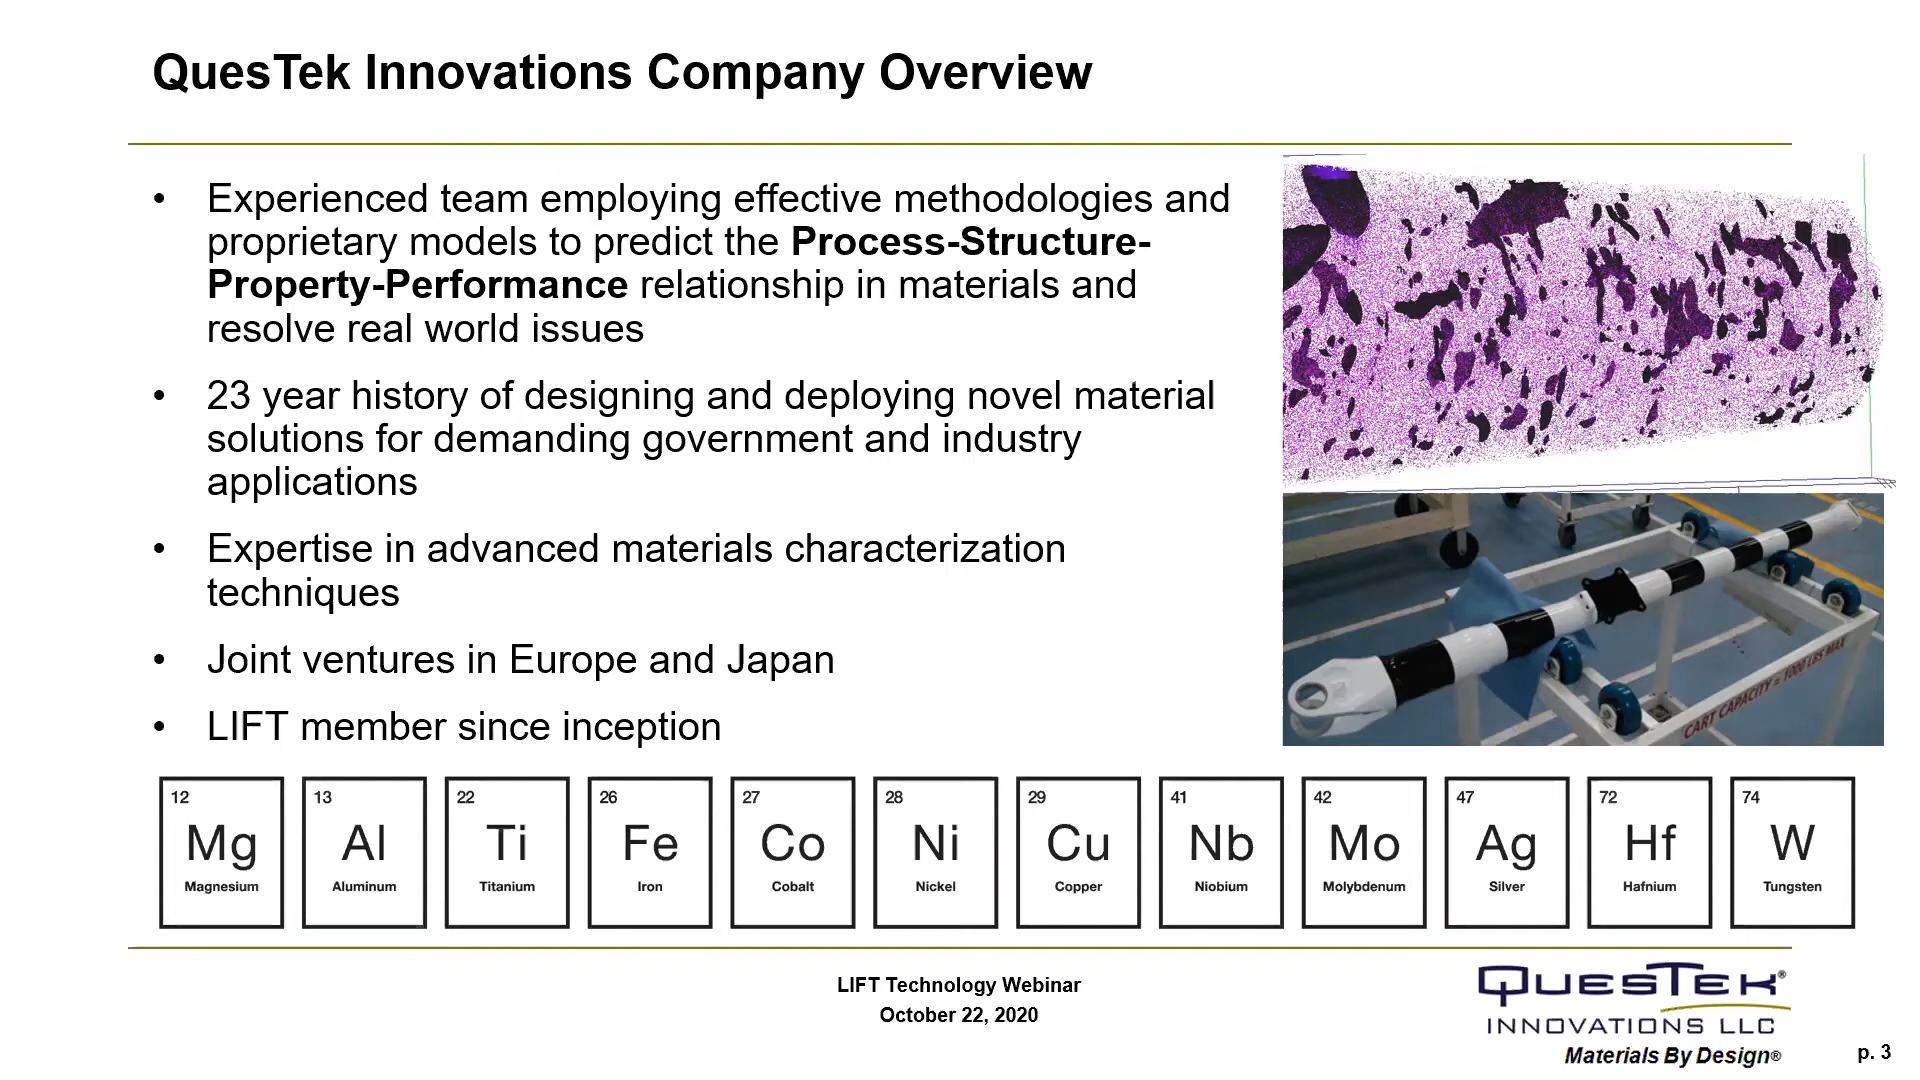 QuesTek Innovations Company Overview
• Experienced team employing effective methodologies and
proprietary models to predict the Process-Structure-
Property-Performance relationship in materials and
resolve real world issues
• 23 year history of designing and deploying novel material
solutions for demanding government and industry
applications
• Expertise in advanced materials characterization
techniques
• Joint ventures in Europe and Japan
• LIFT member since inception
CART CAPACITY = 1000 LBS MAX
12
Mg
Magnesium
13
Al
Aluminum
22
Ti
Titanium
26
Fe
Iron
27
Co
Cobalt
28
Ni
Nickel
29
Cu
Copper
41
Nb
Niobium
42
Mo
Molybdenum
47
Ag
Silver
72
Hf
Hafnium
74
W
Tungsten
LIFT Technology Webinar
October 22, 2020
QUESTEK®
INNOVATIONS LLC
Materials By Design®
p. 3